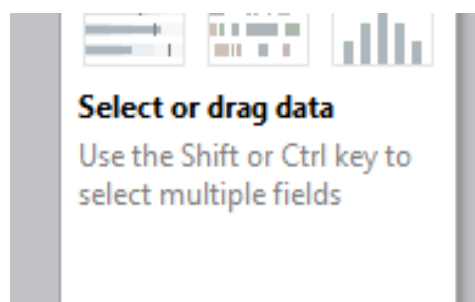 Select or drag data
Use the Shift or Ctrl key to
select multiple fields